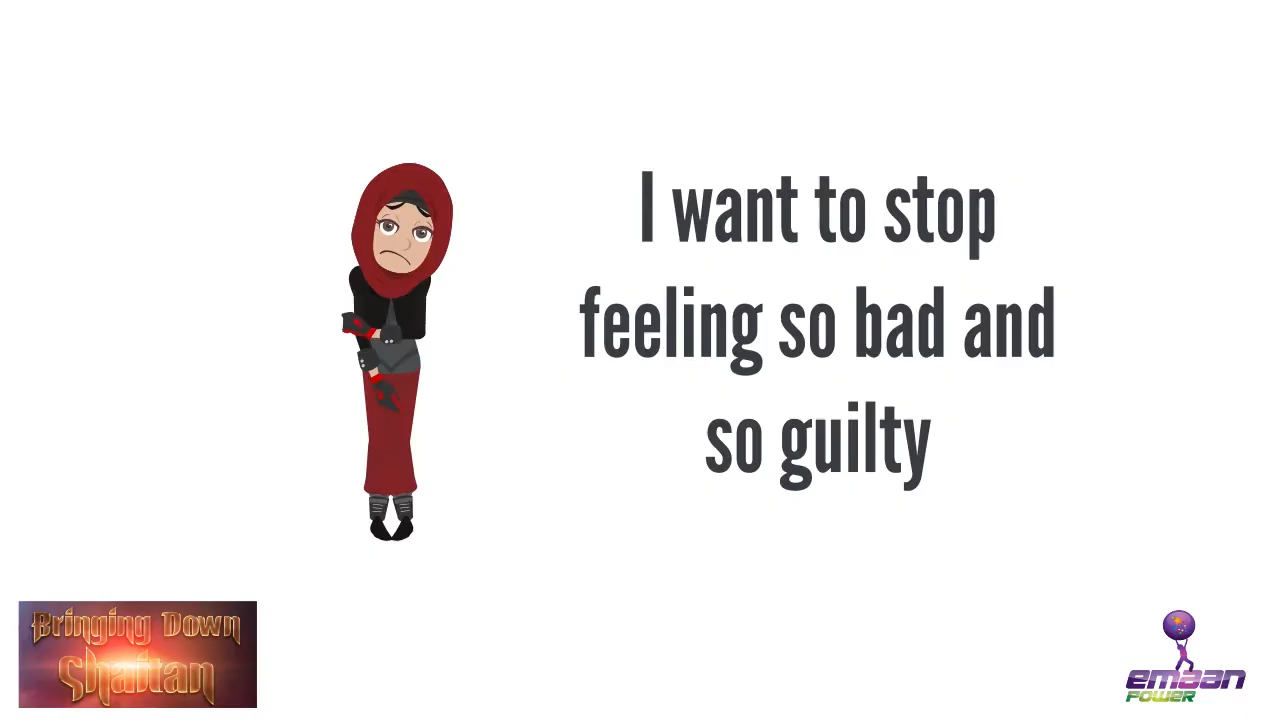 I want to stop
feeling so bad and
so guilty
Bringing Down
Shaitan
emaan
POWER